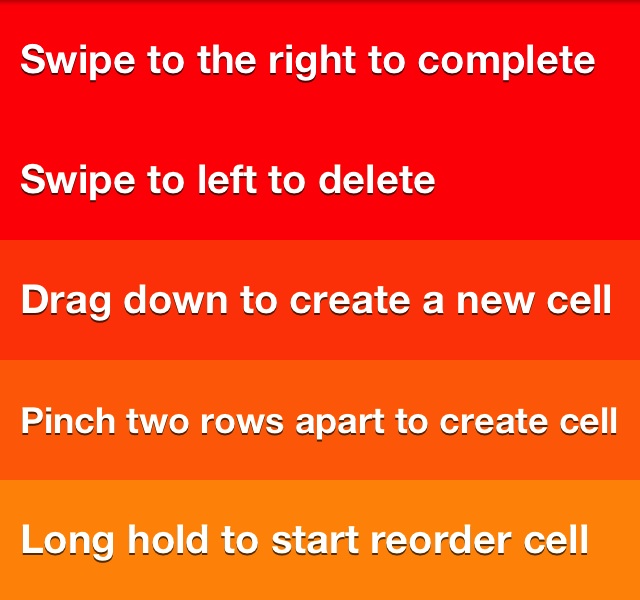 Swipe to the right to complete
Swipe to left to delete
Drag down to create a new cell
Pinch two rows apart to create cell
Long hold to start reorder cell